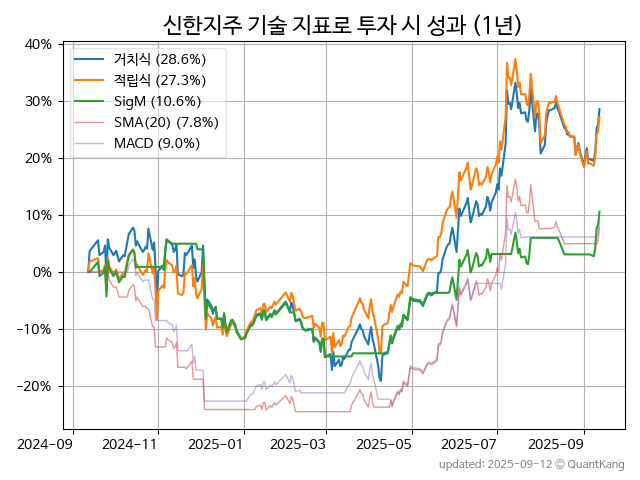 신한지주 기술 지표로 투자 시 성과 (1년)
거치식 (28.6%)
적립식 (27.3%)
SigM (10.6%)
SMA(20) (7.8%)
MACD (9.0%)
40%
30%
20%
10%
0%
−10%
−20%
2024-09 2024-11 2025-01 2025-03 2025-05 2025-07 2025-09
updated: 2025-09-12 © QuantKang